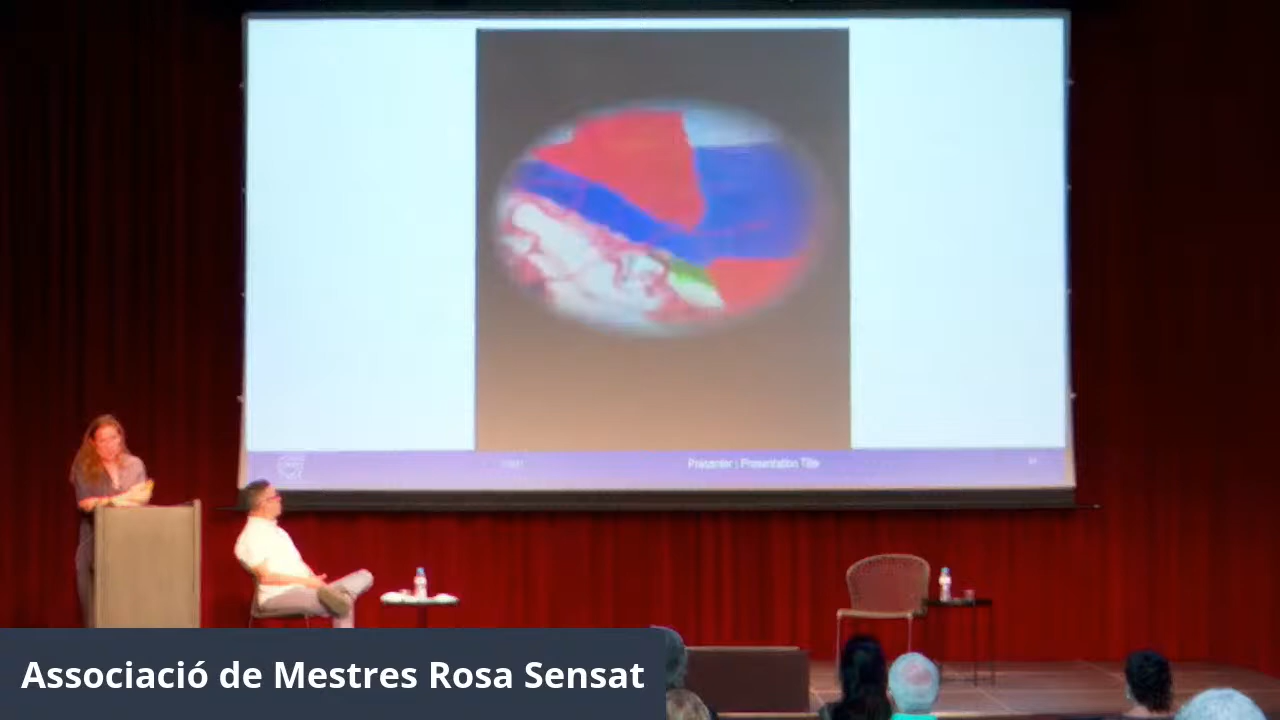 Presenter | Presentation Title
Associació de Mestres Rosa Sensat